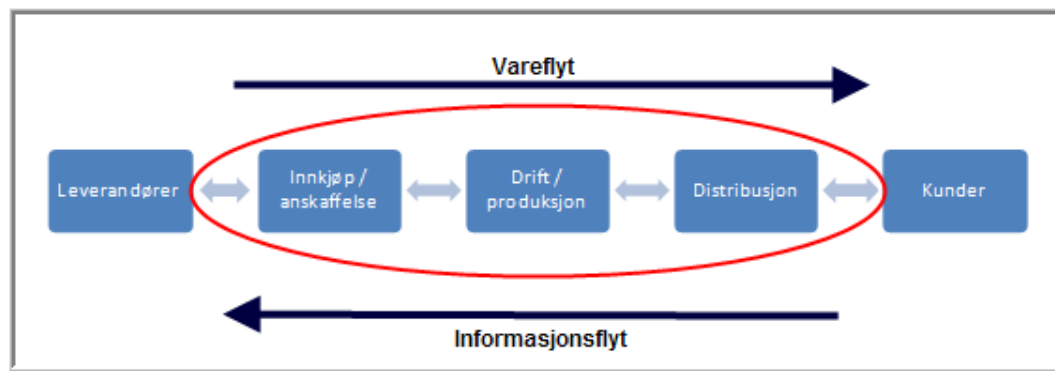 Vareflyt
Leverandører
Innkjøp /
anskaffelse
Drift /
produksjon
Distribusjon
Kunder
Informasjonsflyt